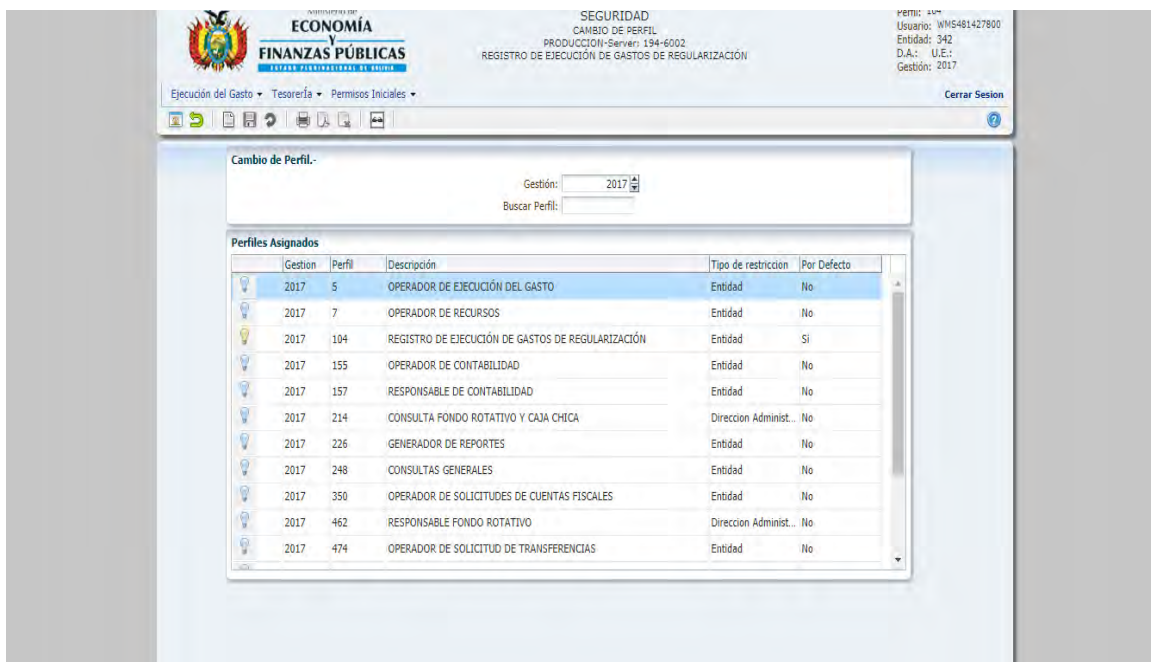 ECONOMÍA
Y
FINANZAS PÚBLICAS
ESTADO PLURINACIONAL DE BOLIVIA
SEGURIDAD
CAMBIO DE PERFIL
PRODUCCION-Server: 194-6002
REGISTRO DE EJECUCIÓN DE GASTOS DE REGULARIZACIÓN
Perfil: 104
Usuario: WMS481427800
Entidad: 342
D.A.: U.E.:
Gestión: 2017
Ejecución del Gasto Tesorería Permisos Iniciales Cerrar Sesion
Cambio de Perfil.-
Gestión: 2017
Buscar Perfil:
Perfiles Asignados
Gestion Perfil Descripción Tipo de restriccion Por Defecto
2017 5 OPERADOR DE EJECUCIÓN DEL GASTO Entidad No
2017 7 OPERADOR DE RECURSOS Entidad No
2017 104 REGISTRO DE EJECUCIÓN DE GASTOS DE REGULARIZACIÓN Entidad Si
2017 155 OPERADOR DE CONTABILIDAD Entidad No
2017 157 RESPONSABLE DE CONTABILIDAD Entidad No
2017 214 CONSULTA FONDO ROTATIVO Y CAJA CHICA Direccion Administ... No
2017 226 GENERADOR DE REPORTES Entidad No
2017 248 CONSULTAS GENERALES Entidad No
2017 350 OPERADOR DE SOLICITUDES DE CUENTAS FISCALES Entidad No
2017 462 RESPONSABLE FONDO ROTATIVO Direccion Administ... No
2017 474 OPERADOR DE SOLICITUD DE TRANSFERENCIAS Entidad No